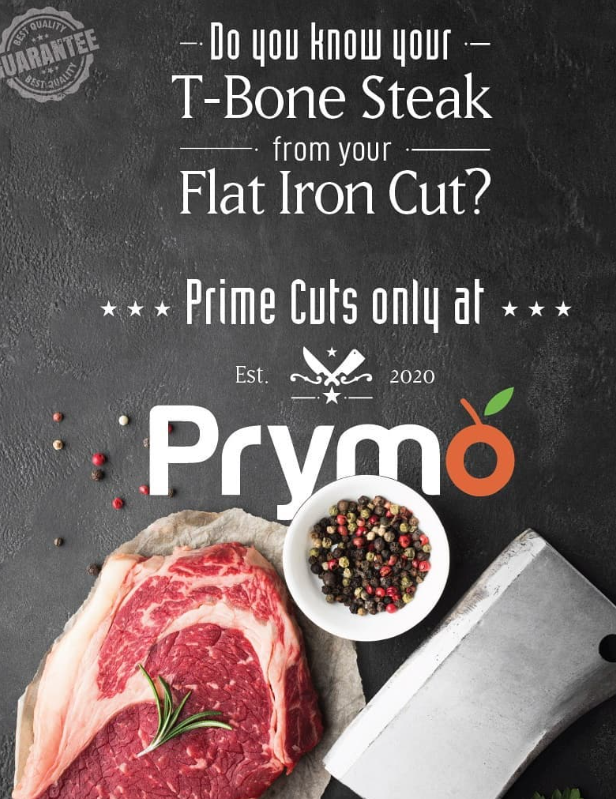 BEST QUALITY
GUARANTEE
BEST QUALITY
Do you know your
T-Bone Steak
from your
Flat Iron Cut?
Prime Cuts only at
Est. 2020
Prymo